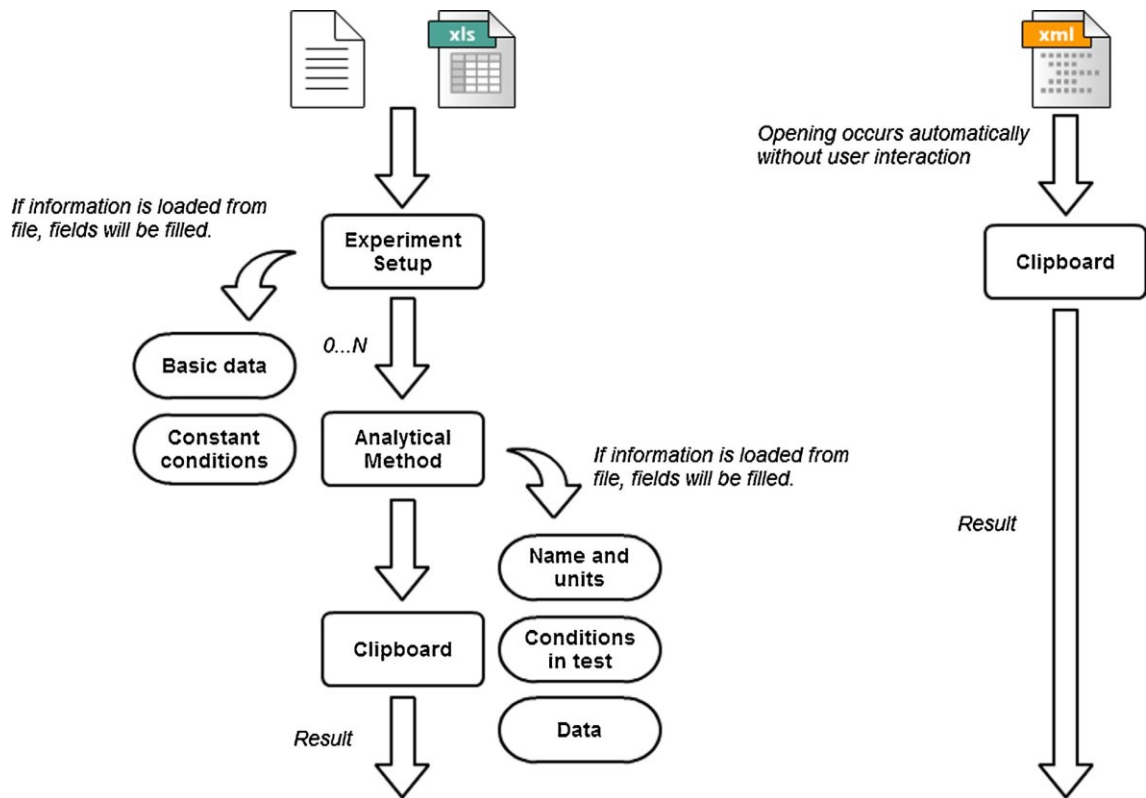 xls
xml
Opening occurs automatically
without user interaction
If information is loaded from
file, fields will be filled.
Experiment
Setup
Clipboard
0...N
Basic data
Constant
conditions
Analytical
Method
If information is loaded from
file, fields will be filled.
Result
Name and
units
Clipboard
Conditions
in test
Data
Result